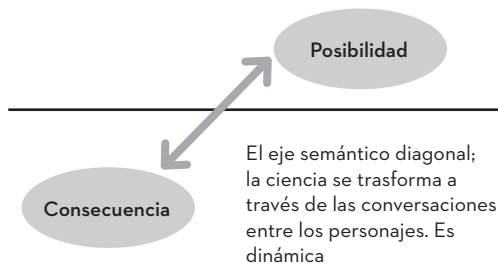 Posibilidad
Consecuencia
El eje semántico diagonal;
la ciencia se trasforma a
través de las conversaciones
entre los personajes. Es
dinámica